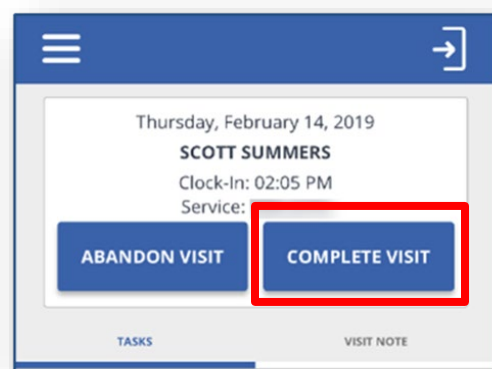 Thursday, February 14, 2019
SCOTT SUMMERS
Clock-In: 02:05 PM
Service:
ABANDON VISIT COMPLETE VISIT
TASKS VISIT NOTE